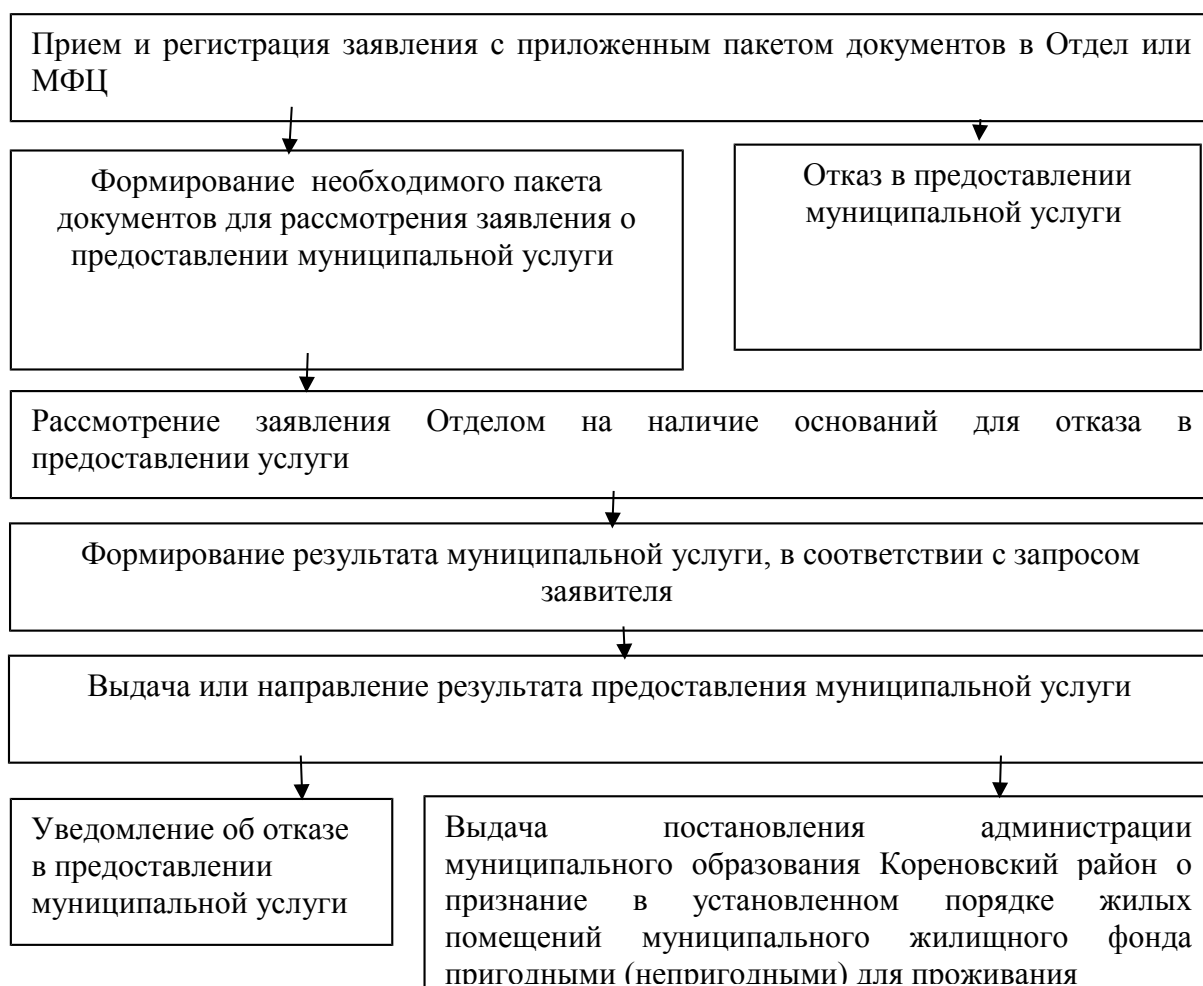 Прием и регистрация заявления с приложенным пакетом документов в Отдел или
МФЦ
Формирование необходимого пакета
документов для рассмотрения заявления о
предоставлении муниципальной услуги
Отказ в предоставлении
муниципальной услуги
Рассмотрение заявления Отделом на наличие оснований для отказа в
предоставлении услуги
Формирование результата муниципальной услуги, в соответствии с запросом
заявителя
Выдача или направление результата предоставления муниципальной услуги
Уведомление об отказе
в предоставлении
муниципальной услуги
Выдача постановления администрации
муниципального образования Кореновский район о
признание в установленном порядке жилых
помещений муниципального жилищного фонда
пригодными (непригодными) для проживания